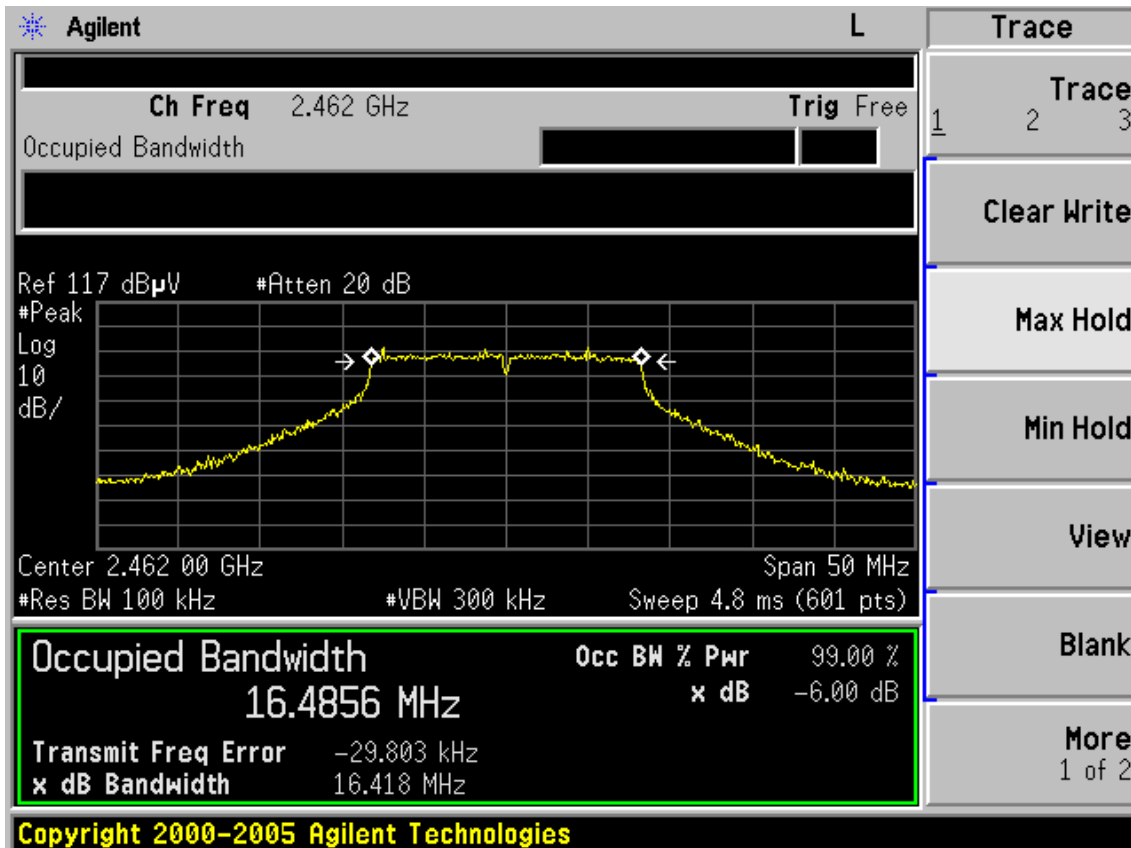 Agilent L Trace
Ch Freq 2.462 GHz Trig Free
Occupied Bandwidth
Ref 117 dBµV #Atten 20 dB
#Peak
Log
10
dB/
Center 2.462 00 GHz Span 50 MHz
#Res BW 100 kHz #VBW 300 kHz Sweep 4.8 ms (601 pts)
Occupied Bandwidth
16.4856 MHz
Occ BW % Pwr 99.00 %
x dB -6.00 dB
Transmit Freq Error -29.803 kHz
x dB Bandwidth 16.418 MHz
Copyright 2000-2005 Agilent Technologies
Trace
1 2 3
Clear Write
Max Hold
Min Hold
View
Blank
More
1 of 2